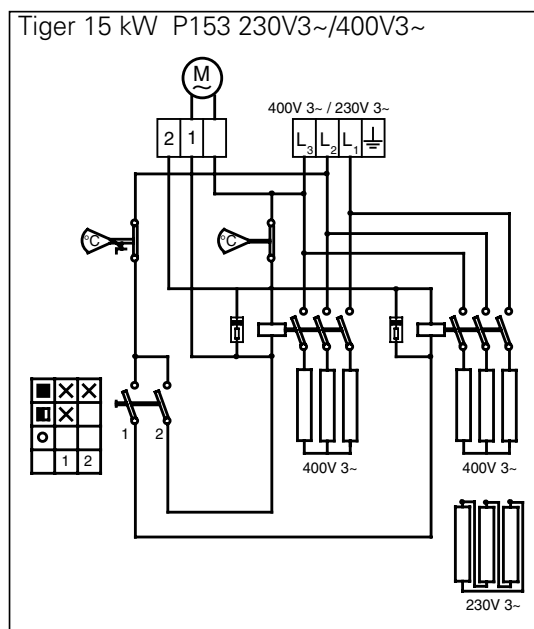 Tiger 15 kW P153 230V3~/400V3~
M
~
400V 3~ / 230V 3~
2 1
L3 L2 L1
°C °C
1 2
1 2
400V 3~ 400V 3~
230V 3~